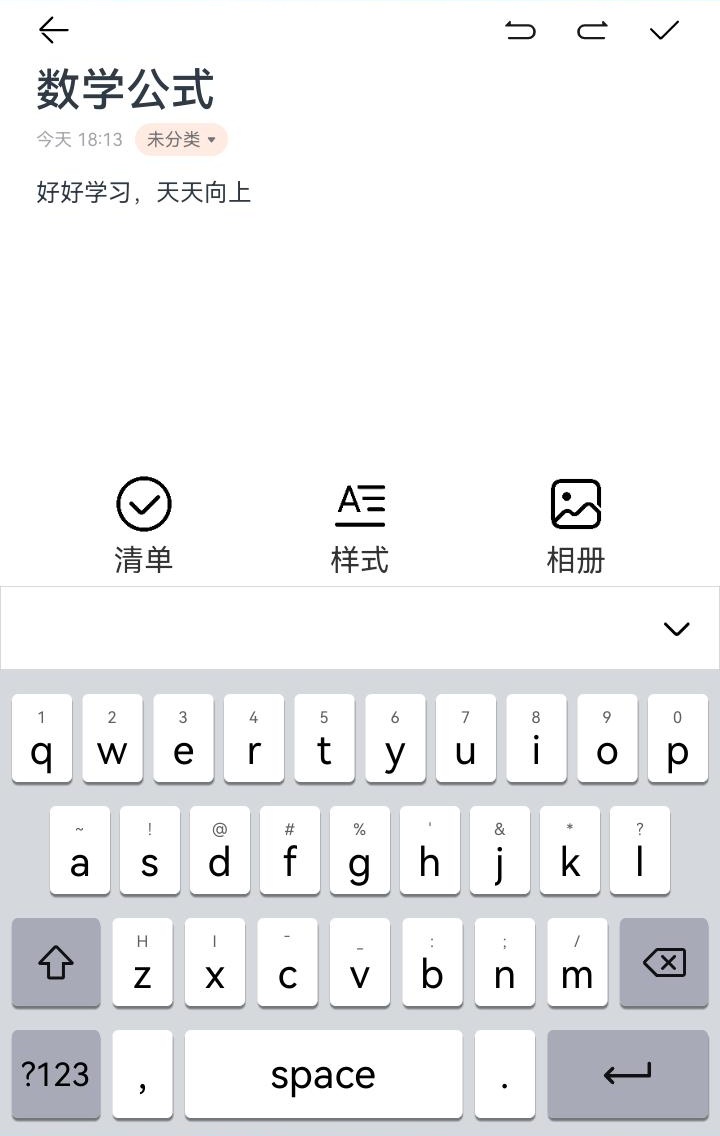 数学公式
今天 18:13 未分类
好好学习，天天向上
清单 样式 相册
1 2 3 4 5 6 7 8 9 0
q w e r t y u i o p
~ ! @ # % ' & * ?
a s d f g h j k l
H I - _ : ; /
z x c v b n m
?123 , space .